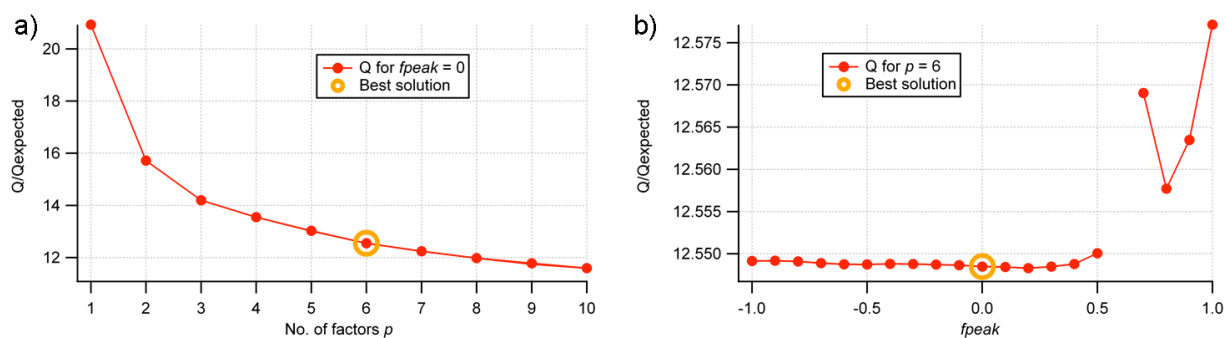 a)
Q/Qexpected
20
18
16
14
12
Q for fpeak = 0
Best solution
1 2 3 4 5 6 7 8 9 10
No. of factors p
b)
Q/Qexpected
12.575
12.570
12.565
12.560
12.555
12.550
Q for p = 6
Best solution
-1.0 -0.5 0.0 0.5 1.0
fpeak